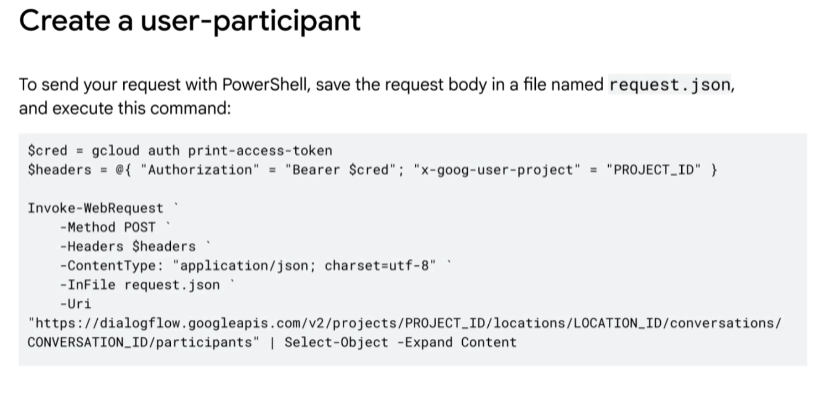 Create a user-participant
To send your request with PowerShell, save the request body in a file named request.json,
and execute this command:
$cred = gcloud auth print-access-token
$headers = @{ "Authorization" = "Bearer $cred"; "x-goog-user-project" = "PROJECT_ID" }
Invoke-WebRequest `
-Method POST `
-Headers $headers `
-ContentType: "application/json; charset=utf-8" `
-InFile request.json `
-Uri
"https://dialogflow.googleapis.com/v2/projects/PROJECT_ID/locations/LOCATION_ID/conversations/
CONVERSATION_ID/participants" | Select-Object -Expand Content